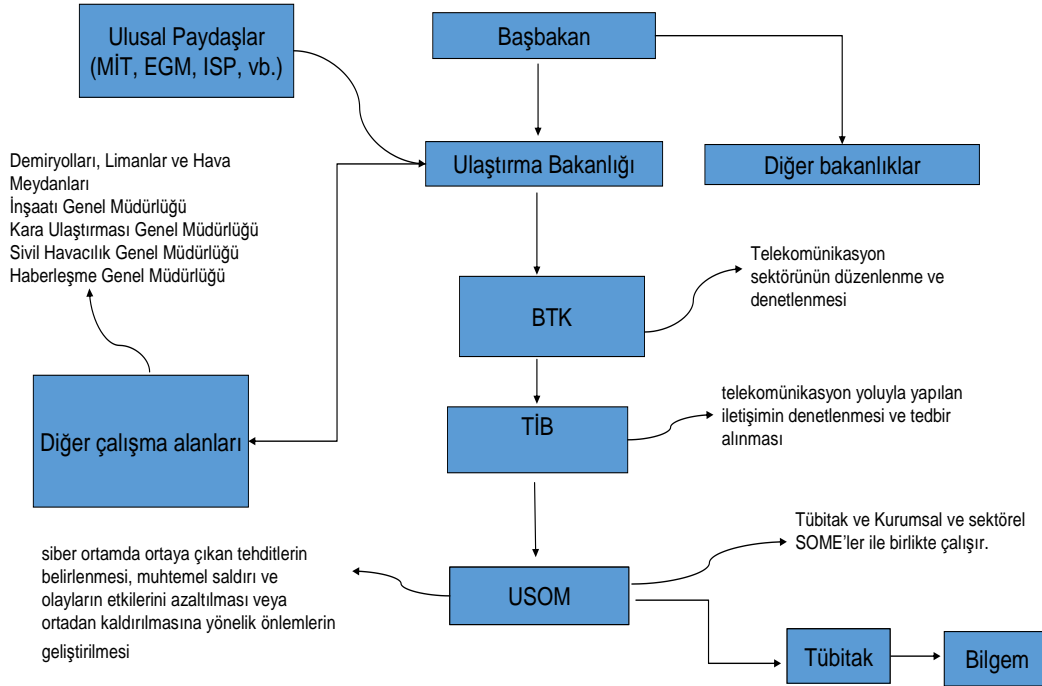 Ulusal Paydaşlar
(MİT, EGM, ISP, vb.)
Başbakan
Ulaştırma Bakanlığı
Diğer bakanlıklar
Demiryolları, Limanlar ve Hava
Meydanları
İnşaatı Genel Müdürlüğü
Kara Ulaştırması Genel Müdürlüğü
Sivil Havacılık Genel Müdürlüğü
Haberleşme Genel Müdürlüğü
Telekomünikasyon
sektörünün düzenlenme ve
denetlenmesi
BTK
Diğer çalışma alanları
telekomünikasyon yoluyla yapılan
iletişimin denetlenmesi ve tedbir
alınması
TİB
Tübitak ve Kurumsal ve sektörel
SOME’ler ile birlikte çalışır.
siber ortamda ortaya çıkan tehditlerin
belirlenmesi, muhtemel saldırı ve
olayların etkilerini azaltılması veya
ortadan kaldırılmasına yönelik önlemlerin
geliştirilmesi
USOM
Tübitak
Bilgem